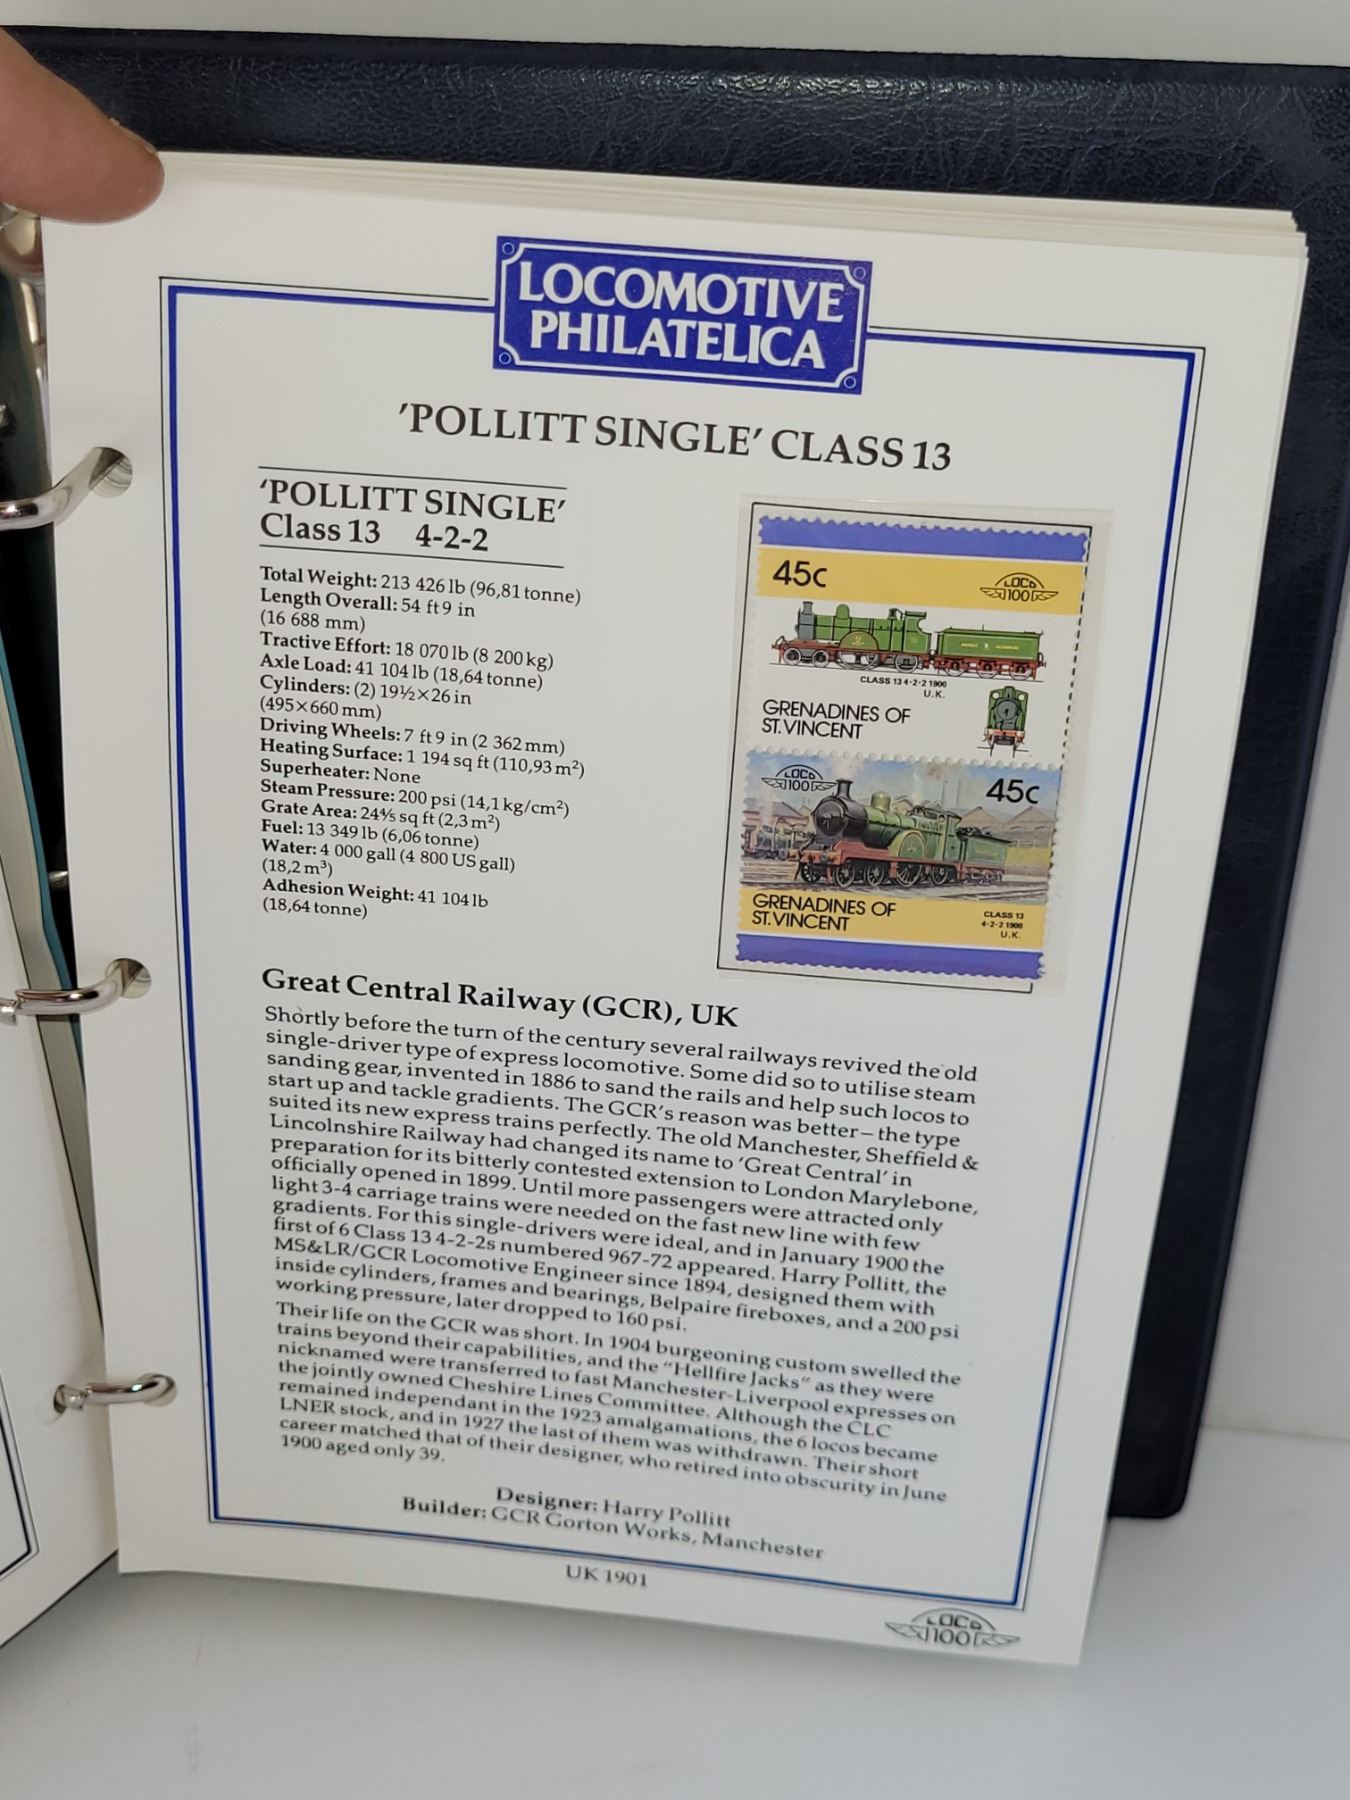 LOCOMOTIVE
PHILATELICA
'POLLITT SINGLE' CLASS 13
'POLLITT SINGLE'
Class 13 4-2-2
Total Weight: 213 426 lb (96,81 tonne)
Length Overall: 54 ft 9 in
(16 688 mm)
Tractive Effort: 18 070 lb (8 200 kg)
Axle Load: 41 104 lb (18,64 tonne)
Cylinders: (2) 19½×26 in
(495×660 mm)
Driving Wheels: 7 ft 9 in (2 362 mm)
Heating Surface: 1 194 sq ft (110,93 m²)
Superheater: None
Steam Pressure: 200 psi (14,1 kg/cm²)
Grate Area: 24⅘ sq ft (2,3 m²)
Fuel: 13 349 lb (6,06 tonne)
Water: 4 000 gall (4 800 US gall)
(18,2 m³)
Adhesion Weight: 41 104 lb
(18,64 tonne)
45c
LOCO
100
CLASS 13 4-2-2 1900
U.K.
GRENADINES OF
ST. VINCENT
LOCO
100
45c
GRENADINES OF
ST. VINCENT
CLASS 13
4-2-2 1900
U.K.
Great Central Railway (GCR), UK
Shortly before the turn of the century several railways revived the old
single-driver type of express locomotive. Some did so to utilise steam
sanding gear, invented in 1886 to sand the rails and help such locos to
start up and tackle gradients. The GCR's reason was better – the type
suited its new express trains perfectly. The old Manchester, Sheffield &
Lincolnshire Railway had changed its name to 'Great Central' in
preparation for its bitterly contested extension to London Marylebone,
officially opened in 1899. Until more passengers were attracted only
light 3-4 carriage trains were needed on the fast new line with few
gradients. For this single-drivers were ideal, and in January 1900 the
first of 6 Class 13 4-2-2s numbered 967-72 appeared. Harry Pollitt, the
MS&LR/GCR Locomotive Engineer since 1894, designed them with
inside cylinders, frames and bearings, Belpaire fireboxes, and a 200 psi
working pressure, later dropped to 160 psi.
Their life on the GCR was short. In 1904 burgeoning custom swelled the
trains beyond their capabilities, and the "Hellfire Jacks" as they were
nicknamed were transferred to fast Manchester-Liverpool expresses on
the jointly owned Cheshire Lines Committee. Although the CLC
remained independant in the 1923 amalgamations, the 6 locos became
LNER stock, and in 1927 the last of them was withdrawn. Their short
career matched that of their designer, who retired into obscurity in June
1900 aged only 39.
Designer: Harry Pollitt
Builder: GCR Gorton Works, Manchester
UK 1901
LOCO
100